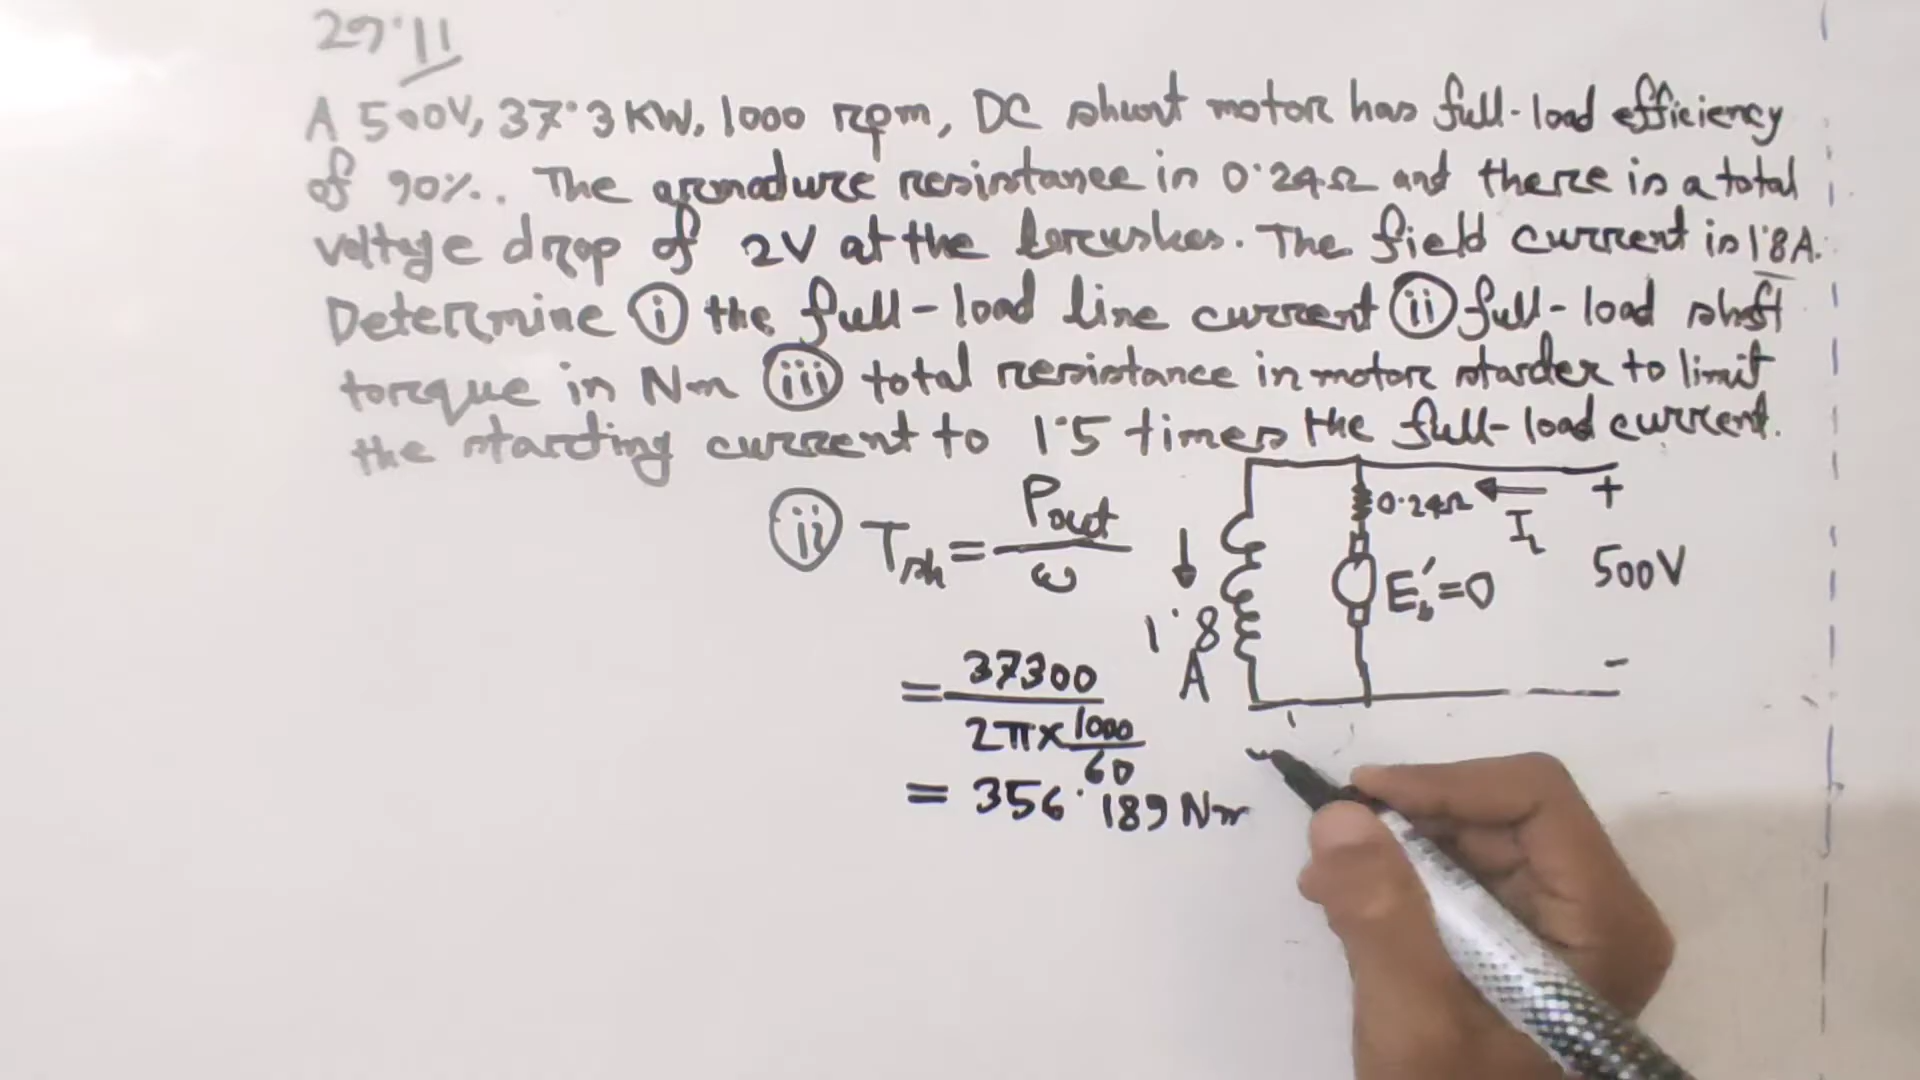 29.11
A 500V, 37.3 KW, 1000 rpm, DC shunt motor has full-load efficiency
of 90%. The armature resistance is 0.24Ω and there is a total
voltage drop of 2V at the brushes. The field current is 1.8A.
Determine (i) the full-load line current (ii) full-load shaft
torque in Nm (iii) total resistance in motor starter to limit
the starting current to 1.5 times the full-load current.
(ii) Tsh = Pout / ω
= 37300 / (2π × 1000/60)
= 356.189 Nm
0.24Ω
IL
+
500V
Eb' = 0
1.8
A
-